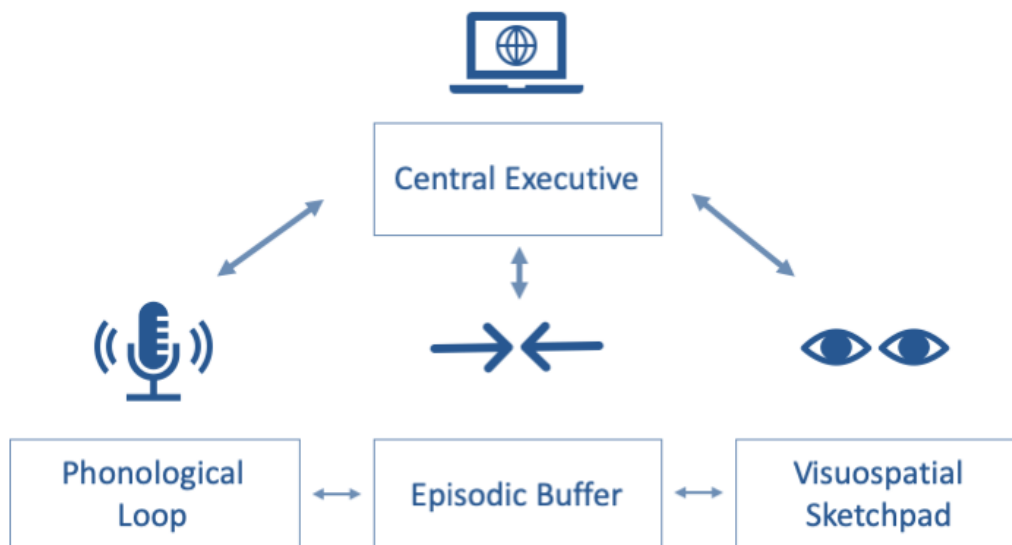 Central Executive
Phonological
Loop
Episodic Buffer
Visuospatial
Sketchpad